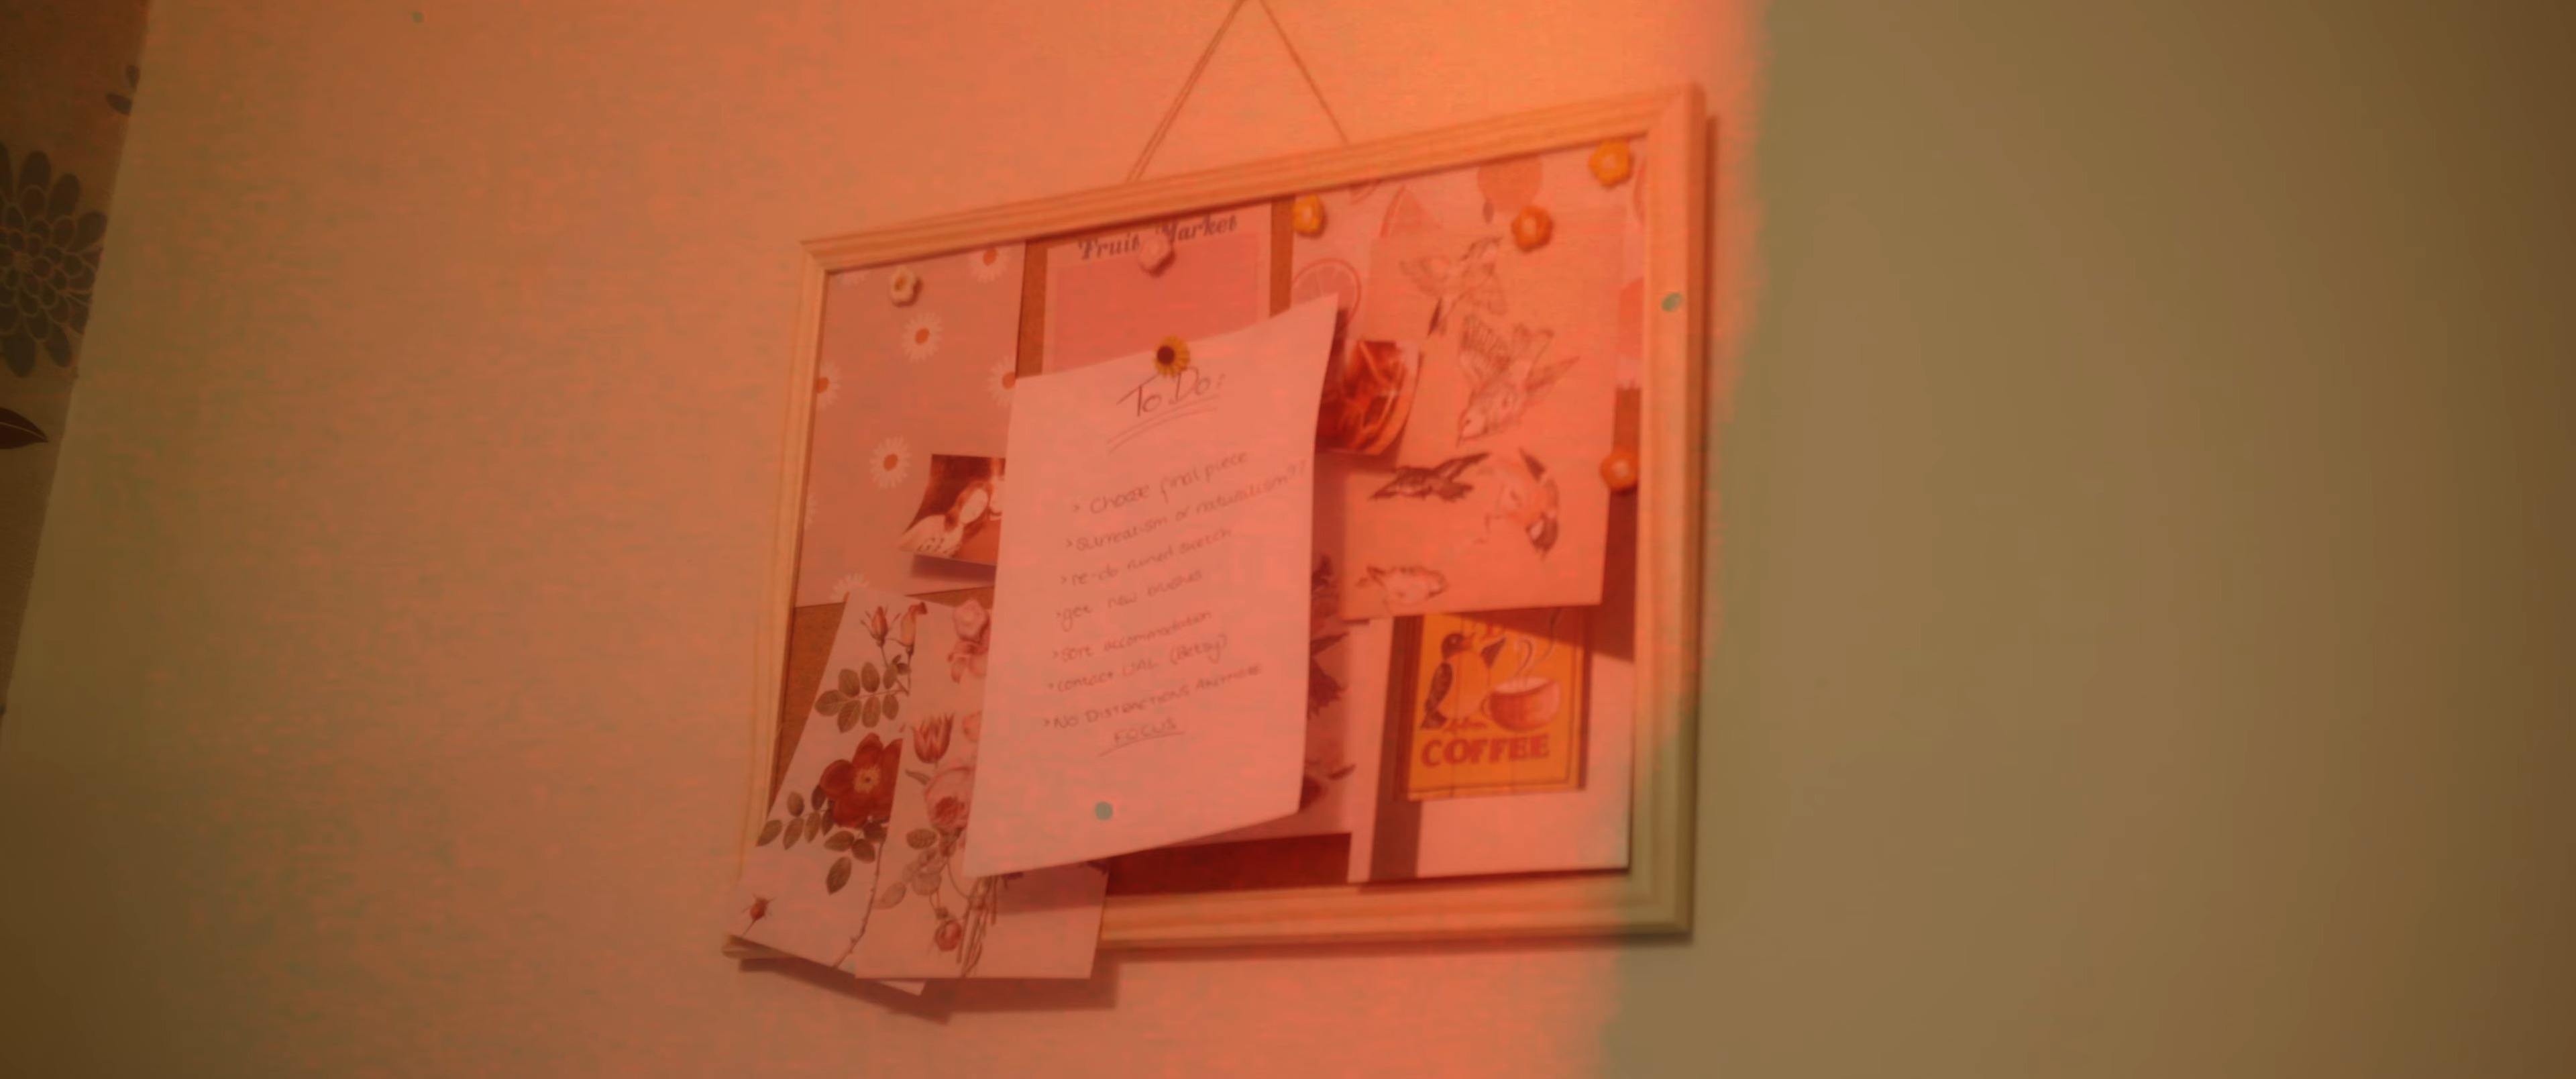 Fruit Market
To Do:
> Choose final piece
> surrealism or naturalism??
> re-do ruined sketch
> get new brushes
> sort accommodation
> contact UAL (Betsy?)
> NO DISTRACTIONS ANYMORE
FOCUS
COFFEE